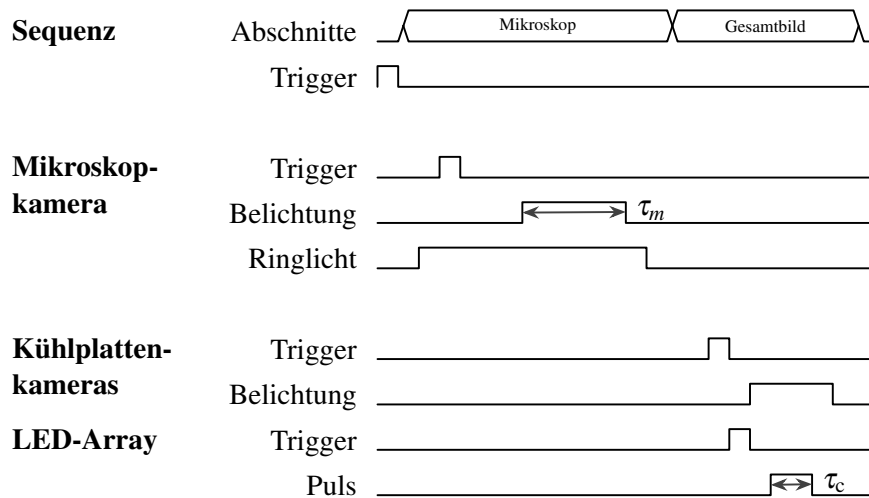 Sequenz Abschnitte Mikroskop Gesamtbild
Trigger
Mikroskop- Trigger
kamera
Belichtung τm
Ringlicht
Kühlplatten- Trigger
kameras
Belichtung
LED-Array Trigger
Puls τc